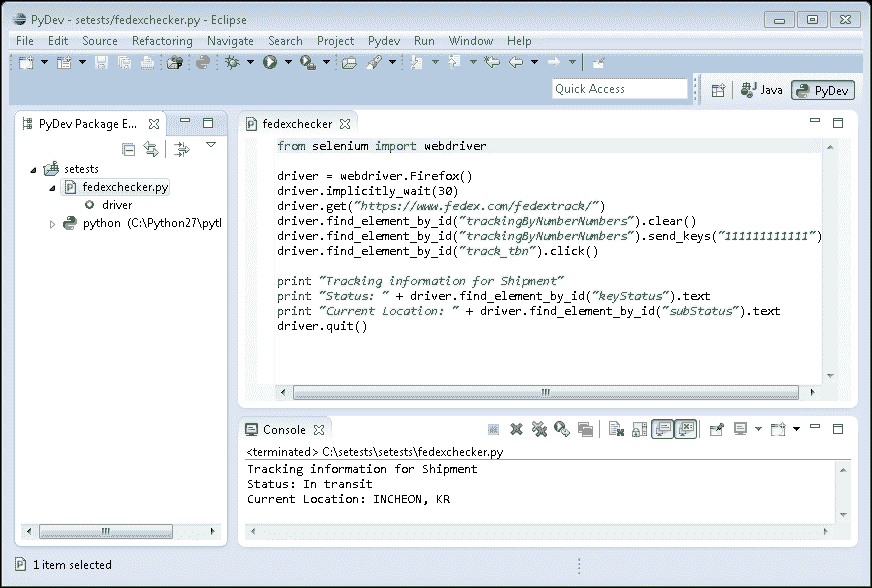 PyDev - setests/fedexchecker.py - Eclipse
File Edit Source Refactoring Navigate Search Project Pydev Run Window Help
Quick Access
Java
PyDev
PyDev Package E...
setests
fedexchecker.py
driver
python (C:\Python27\pytl
fedexchecker
from selenium import webdriver
driver = webdriver.Firefox()
driver.implicitly_wait(30)
driver.get("https://www.fedex.com/fedextrack/")
driver.find_element_by_id("trackingByNumberNumbers").clear()
driver.find_element_by_id("trackingByNumberNumbers").send_keys("111111111111")
driver.find_element_by_id("track_tbn").click()
print "Tracking information for Shipment"
print "Status: " + driver.find_element_by_id("keyStatus").text
print "Current Location: " + driver.find_element_by_id("subStatus").text
driver.quit()
Console
<terminated> C:\setests\setests\fedexchecker.py
Tracking information for Shipment
Status: In transit
Current Location: INCHEON, KR
1 item selected